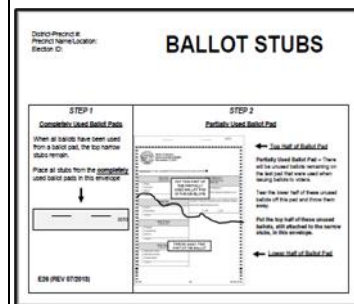 District-Precinct #:
Precinct Name/Location:
Election ID:
BALLOT STUBS
STEP 1
Completely Used Ballot Pads
When all ballots have been used
from a ballot pad, the top narrow
stubs remain.
Place all stubs from the completely
used ballot pads in this envelope
E26 (REV 07/2015)
STEP 2
Partially Used Ballot Pad
Top Half of Ballot Pad
Partially Used Ballot Pad – There
will be unused ballots remaining on
the last pad that were used when
issuing ballots to voters.
Tear the lower half of these unused
ballots off this pad and throw them
away.
Put the top half of these unused
ballots, still attached to the narrow
stubs, in this envelope.
Lower Half of Ballot Pad